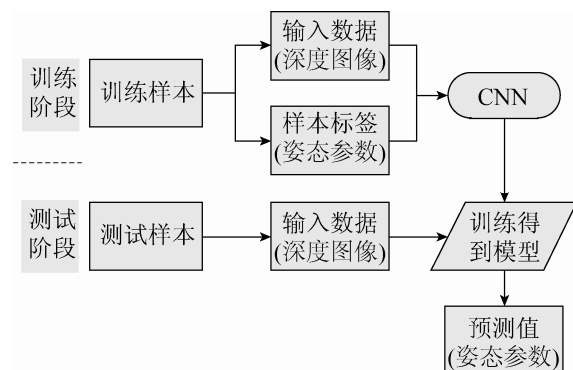 训练
阶段
训练样本
输入数据
(深度图像)
样本标签
(姿态参数)
CNN
测试
阶段
测试样本
输入数据
(深度图像)
训练得
到模型
预测值
(姿态参数)